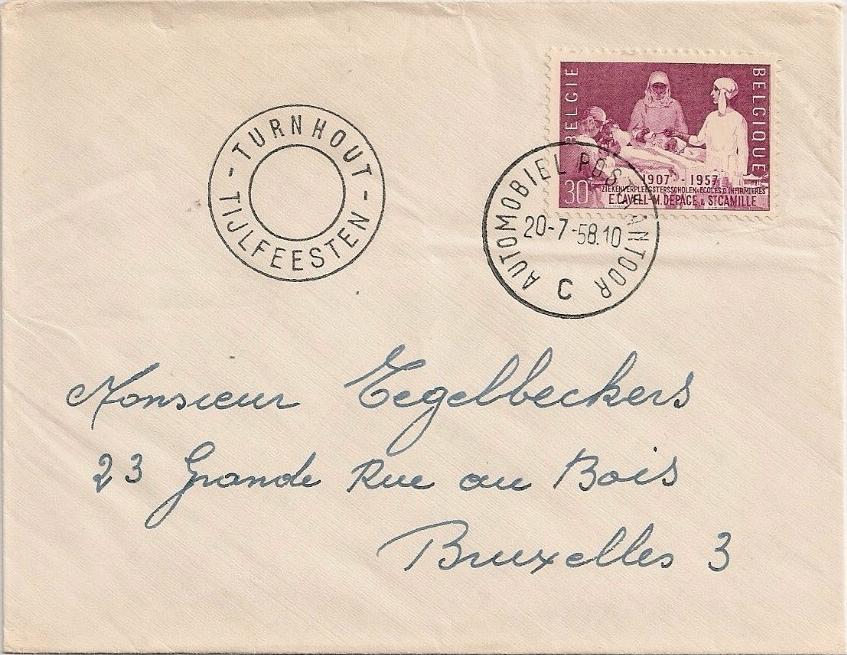 TURNHOUT
- TIJLFEESTEN -
BELGIE
BELGIQUE
1907 - 1957
ZIEKENVERPLEEGSTERSSCHOLEN - ECOLES D'INFIRMIERES
30
E. CAVELL - M. DEPAGE & ST CAMILLE
AUTOMOBIEL POSTKANTOOR
20-7-58.10
C
Monsieur Tegelbeckers
23 Grande Rue au Bois
Bruxelles 3